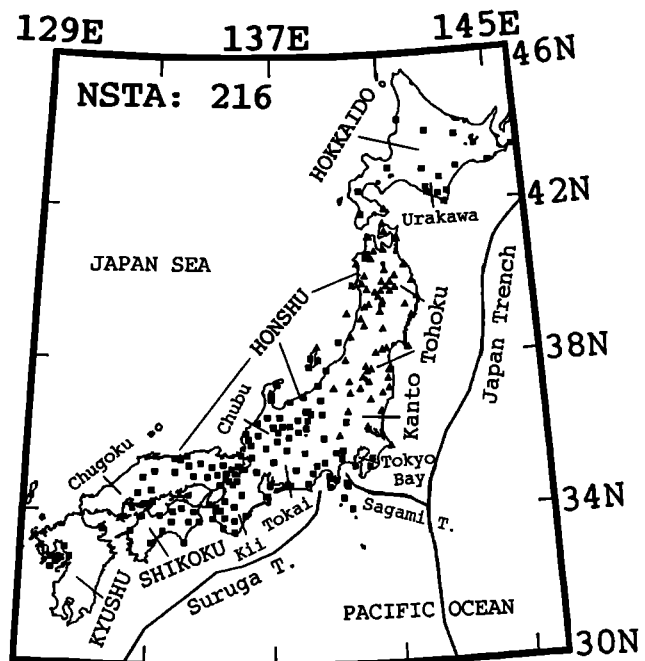 129E 137E 145E
46N
NSTA: 216
HOKKAIDO
42N
Urakawa
JAPAN SEA
HONSHU
Tohoku
Japan Trench
38N
Chubu
Kanto
Chugoku
Tokyo
Bay
34N
Sagami T.
Tokai
Kii
SHIKOKU
KYUSHU
Suruga T.
PACIFIC OCEAN
30N